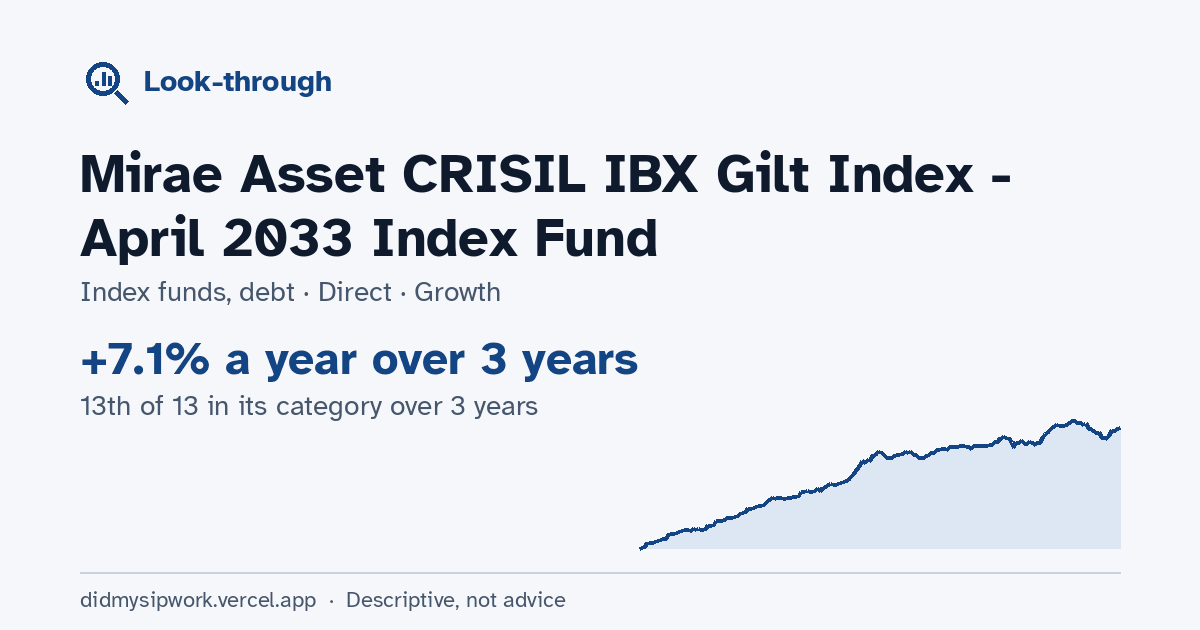 Look-through
Mirae Asset CRISIL IBX Gilt Index -
April 2033 Index Fund
Index funds, debt · Direct · Growth
+7.1% a year over 3 years
13th of 13 in its category over 3 years
didmysipwork.vercel.app · Descriptive, not advice